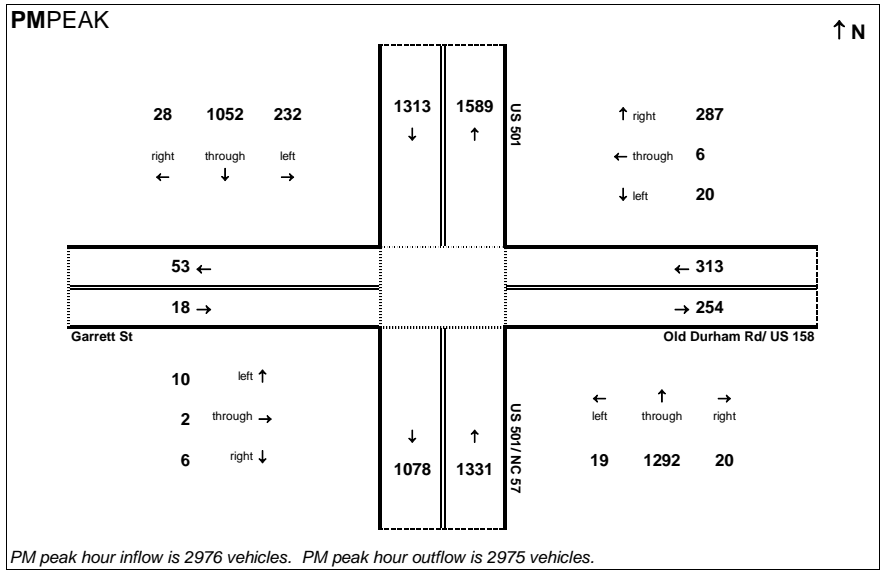 PMPEAK
↑ N
28 1052 232
right through left
← ↓ →
1313 1589
↓ ↑
US 501
↑ right 287
← through 6
↓ left 20
53 ←
18 →
← 313
→ 254
Garrett St
Old Durham Rd/ US 158
10 left ↑
2 through →
6 right ↓
↓ ↑
1078 1331
US 501/ NC 57
← ↑ →
left through right
19 1292 20
PM peak hour inflow is 2976 vehicles. PM peak hour outflow is 2975 vehicles.